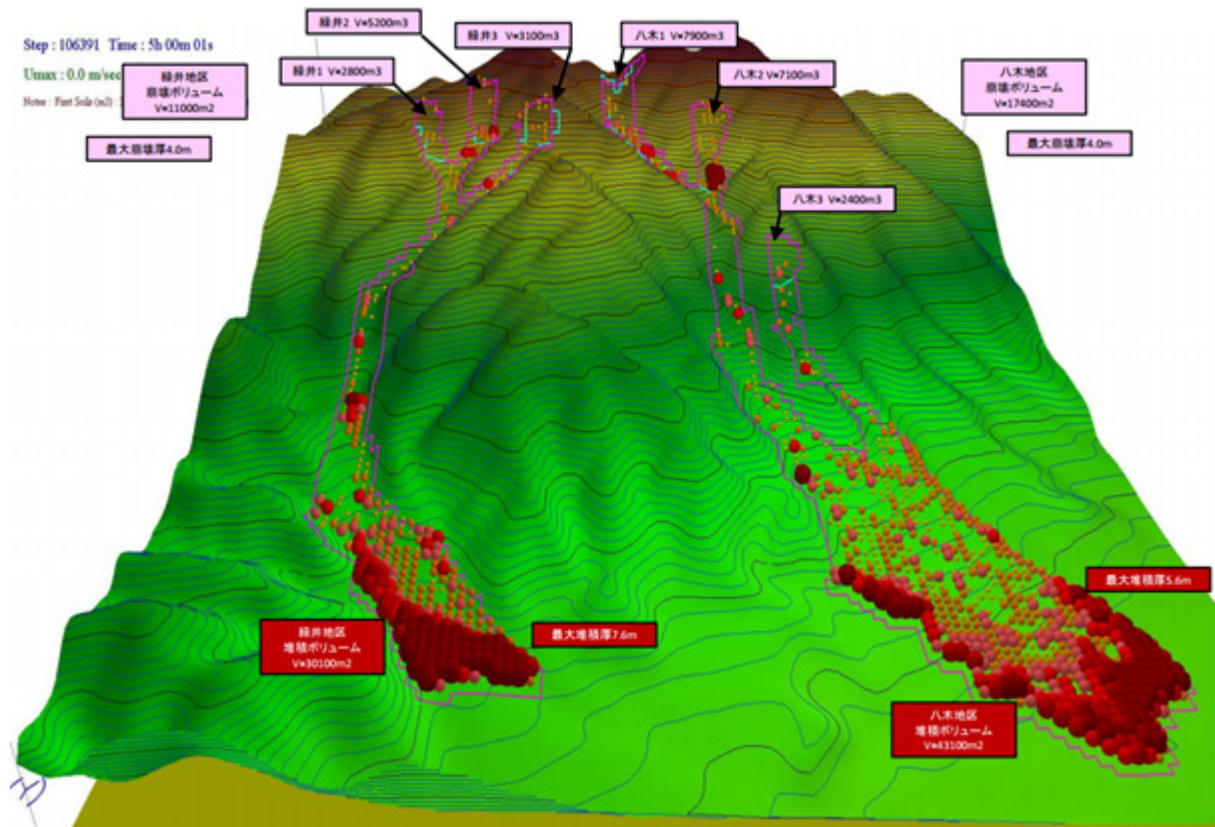 Step : 106391 Time : 5h 00m 01s
Umax : 0.0 m/sec
緑井2 V=5200m3
緑井3 V=3100m3
八木1 V=7900m3
緑井1 V=2800m3
八木2 V=7100m3
緑井地区
崩壊ボリューム
V=11000m2
八木地区
崩壊ボリューム
V=17400m2
最大崩壊厚4.0m
最大崩壊厚4.0m
八木3 V=2400m3
最大堆積厚5.6m
緑井地区
堆積ボリューム
V=30100m2
最大堆積厚7.6m
八木地区
堆積ボリューム
V=43100m2